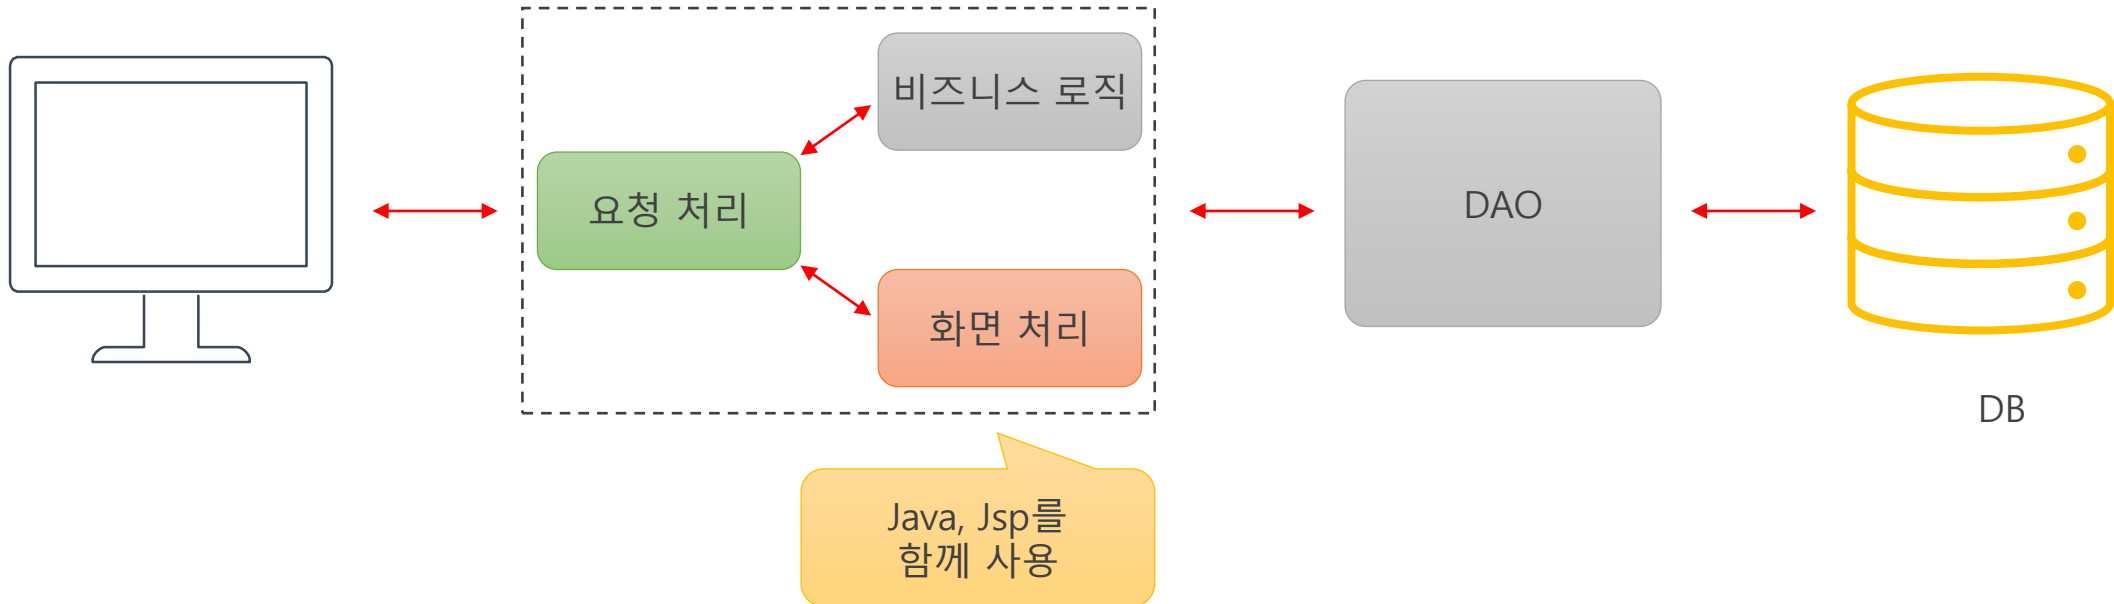 비즈니스 로직
요청 처리
화면 처리
DAO
DB
Java, Jsp를
함께 사용